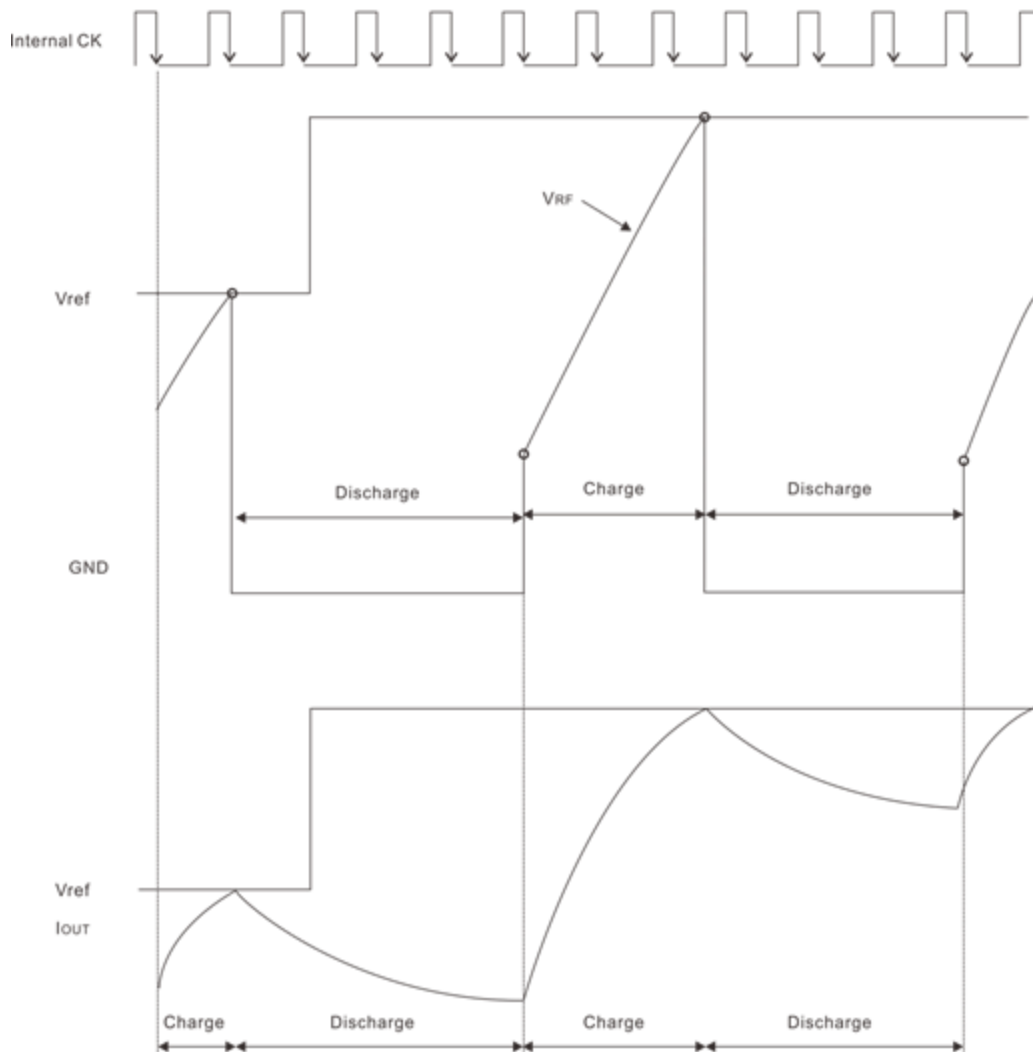 Internal CK
VRF
Vref
Discharge
Charge
Discharge
GND
Vref
IOUT
Charge
Discharge
Charge
Discharge